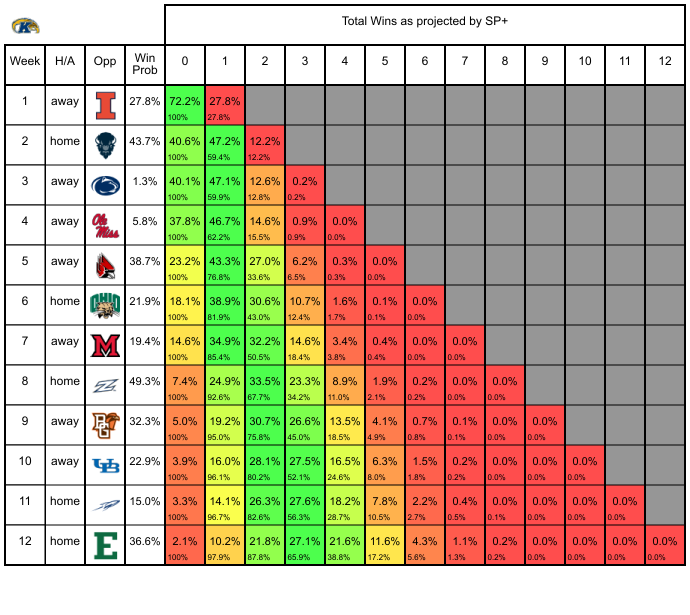 K
Total Wins as projected by SP+
Week H/A Opp Win Prob 0 1 2 3 4 5 6 7 8 9 10 11 12
1 away I 27.8% 72.2% 27.8%
100% 27.8%
2 home 43.7% 40.6% 47.2% 12.2%
100% 59.4% 12.2%
3 away 1.3% 40.1% 47.1% 12.6% 0.2%
100% 59.9% 12.8% 0.2%
4 away Ole Miss 5.8% 37.8% 46.7% 14.6% 0.9% 0.0%
100% 62.2% 15.5% 0.9% 0.0%
5 away 38.7% 23.2% 43.3% 27.0% 6.2% 0.3% 0.0%
100% 76.8% 33.6% 6.5% 0.3% 0.0%
6 home OHIO 21.9% 18.1% 38.9% 30.6% 10.7% 1.6% 0.1% 0.0%
100% 81.9% 43.0% 12.4% 1.7% 0.1% 0.0%
7 away M 19.4% 14.6% 34.9% 32.2% 14.6% 3.4% 0.4% 0.0% 0.0%
100% 85.4% 50.5% 18.4% 3.8% 0.4% 0.0% 0.0%
8 home Z 49.3% 7.4% 24.9% 33.5% 23.3% 8.9% 1.9% 0.2% 0.0% 0.0%
100% 92.6% 67.7% 34.2% 11.0% 2.1% 0.2% 0.0% 0.0%
9 away BG 32.3% 5.0% 19.2% 30.7% 26.6% 13.5% 4.1% 0.7% 0.1% 0.0% 0.0%
100% 95.0% 75.8% 45.0% 18.5% 4.9% 0.8% 0.1% 0.0% 0.0%
10 away UB 22.9% 3.9% 16.0% 28.1% 27.5% 16.5% 6.3% 1.5% 0.2% 0.0% 0.0% 0.0%
100% 96.1% 80.2% 52.1% 24.6% 8.0% 1.8% 0.2% 0.0% 0.0% 0.0%
11 home 15.0% 3.3% 14.1% 26.3% 27.6% 18.2% 7.8% 2.2% 0.4% 0.0% 0.0% 0.0% 0.0%
100% 96.7% 82.6% 56.3% 28.7% 10.5% 2.7% 0.5% 0.1% 0.0% 0.0% 0.0%
12 home E 36.6% 2.1% 10.2% 21.8% 27.1% 21.6% 11.6% 4.3% 1.1% 0.2% 0.0% 0.0% 0.0% 0.0%
100% 97.9% 87.8% 65.9% 38.8% 17.2% 5.6% 1.3% 0.2% 0.0% 0.0% 0.0% 0.0%